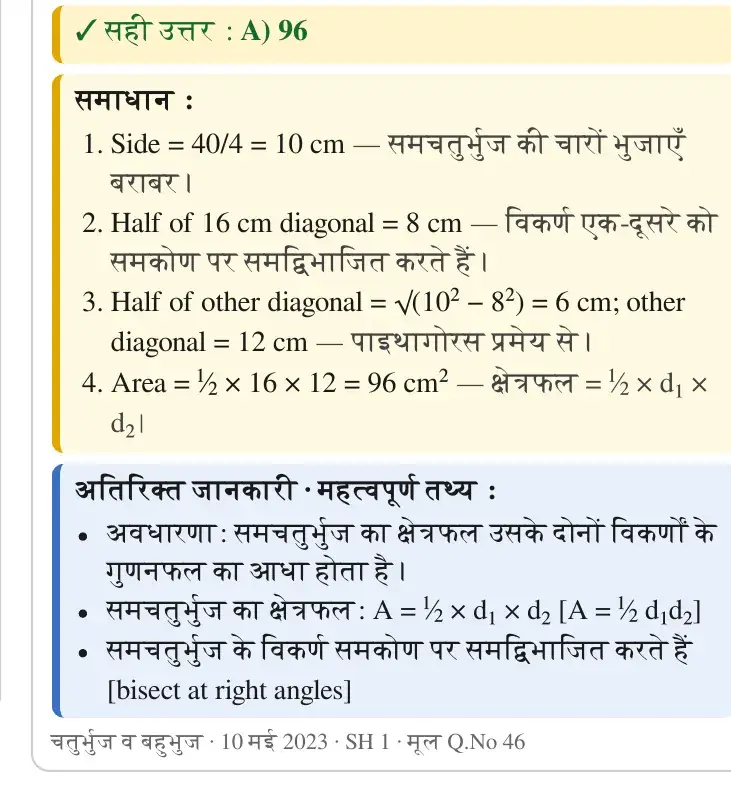 ✓ सही उत्तर : A) 96
समाधान :
1. Side = 40/4 = 10 cm — समचतुर्भुज की चारों भुजाएँ
बराबर।
2. Half of 16 cm diagonal = 8 cm — विकर्ण एक-दूसरे को
समकोण पर समद्विभाजित करते हैं।
3. Half of other diagonal = √(10² − 8²) = 6 cm; other
diagonal = 12 cm — पाइथागोरस प्रमेय से।
4. Area = ½ × 16 × 12 = 96 cm² — क्षेत्रफल = ½ × d₁ ×
d₂।
अतिरिक्त जानकारी · महत्वपूर्ण तथ्य :
• अवधारणा : समचतुर्भुज का क्षेत्रफल उसके दोनों विकर्णों के
गुणनफल का आधा होता है।
• समचतुर्भुज का क्षेत्रफल : A = ½ × d₁ × d₂ [A = ½ d₁d₂]
• समचतुर्भुज के विकर्ण समकोण पर समद्विभाजित करते हैं
[bisect at right angles]
चतुर्भुज व बहुभुज · 10 मई 2023 · SH 1 · मूल Q.No 46